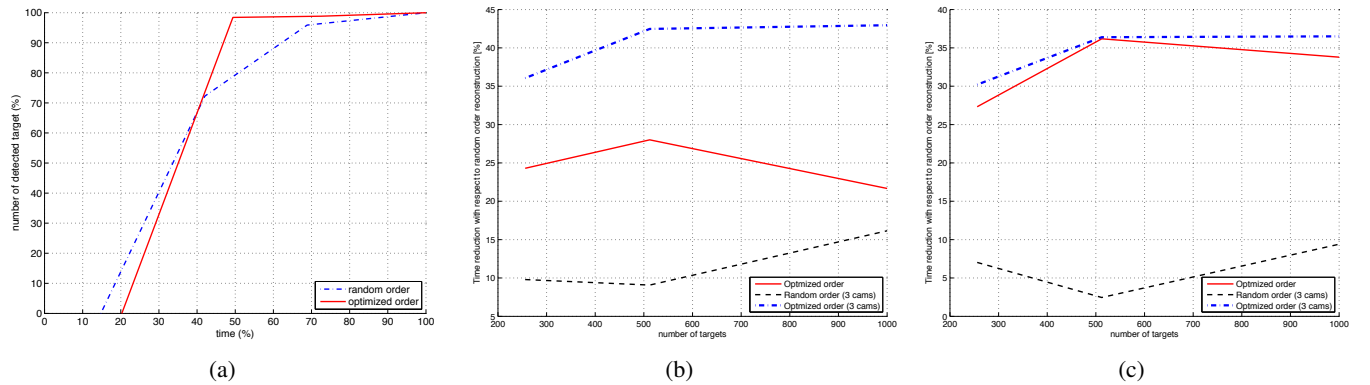 number of detected target (%)
100
90
80
70
60
50
40
30
20
10
0
0 10 20 30 40 50 60 70 80 90 100
time (%)
random order
optimized order
(a)
Time reduction with respect to random order reconstruction [%]
45
40
35
30
25
20
15
10
5
200 300 400 500 600 700 800 900 1000
number of targets
Optmized order
Random order (3 cams)
Optmized order (3 cams)
(b)
Time reduction with respect to random order reconstruction [%]
40
35
30
25
20
15
10
5
0
200 300 400 500 600 700 800 900 1000
number of targets
Optmized order
Random order (3 cams)
Optmized order (3 cams)
(c)